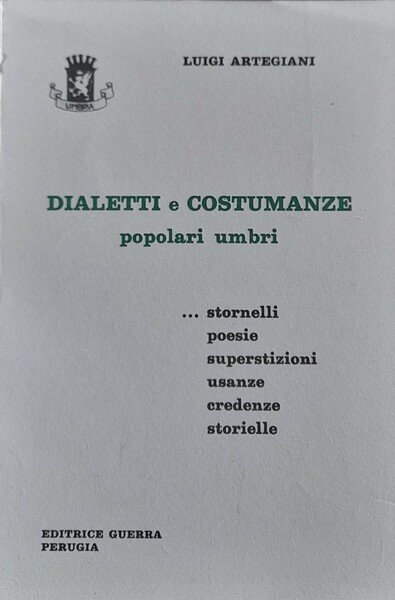 UMBRIA
LUIGI ARTEGIANI
DIALETTI e COSTUMANZE
popolari umbri
... stornelli
poesie
superstizioni
usanze
credenze
storielle
EDITRICE GUERRA
PERUGIA